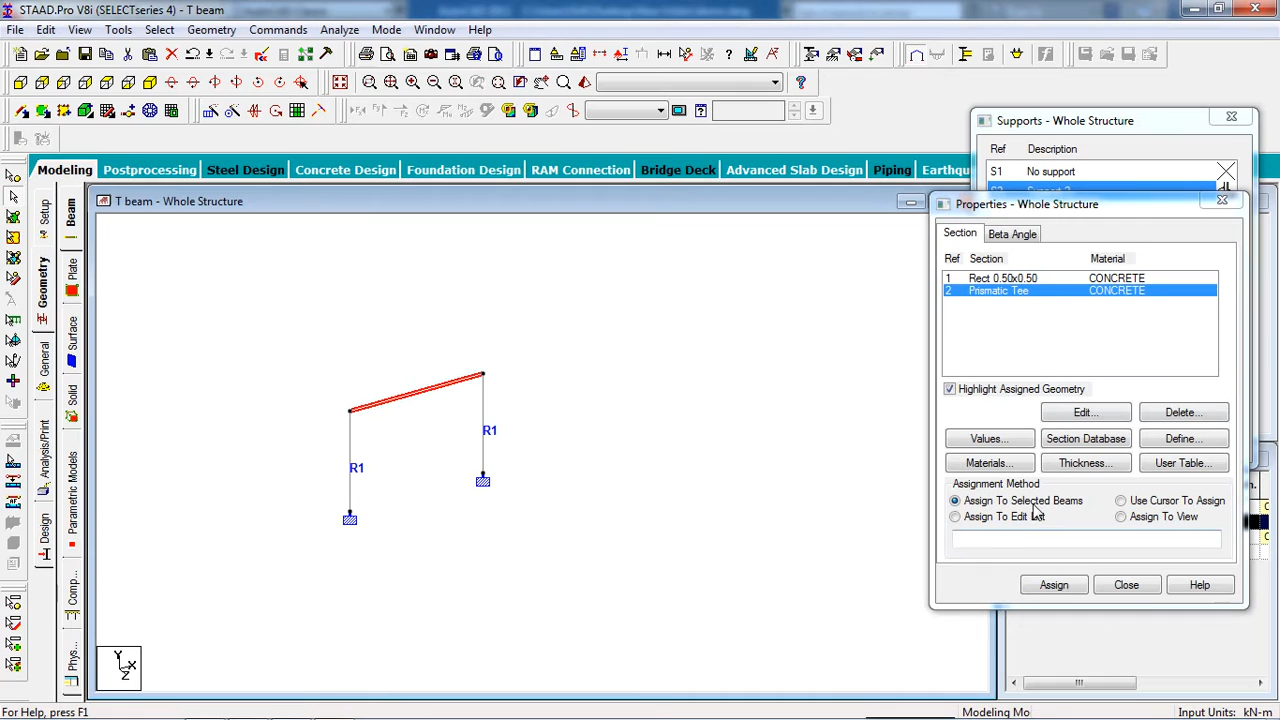 STAAD.Pro V8i (SELECTseries 4) - T beam
File Edit View Tools Select Geometry Commands Analyze Mode Window Help
Modeling Postprocessing Steel Design Concrete Design Foundation Design RAM Connection Bridge Deck Advanced Slab Design Piping Earthqu
Setup
Geometry
General
Analysis/Print
Design
Beam
Plate
Surface
Solid
Parametric Models
Comp...
Phys...
T beam - Whole Structure
R1
R1
Y
X
Z
Supports - Whole Structure
Ref Description
S1 No support
Properties - Whole Structure
Section Beta Angle
Ref Section Material
1 Rect 0.50x0.50 CONCRETE
2 Prismatic Tee CONCRETE
Highlight Assigned Geometry
Edit... Delete...
Values... Section Database Define...
Materials... Thickness... User Table...
Assignment Method
Assign To Selected Beams Use Cursor To Assign
Assign To Edit List Assign To View
Assign Close Help
For Help, press F1 Modeling Mo Input Units: kN-m